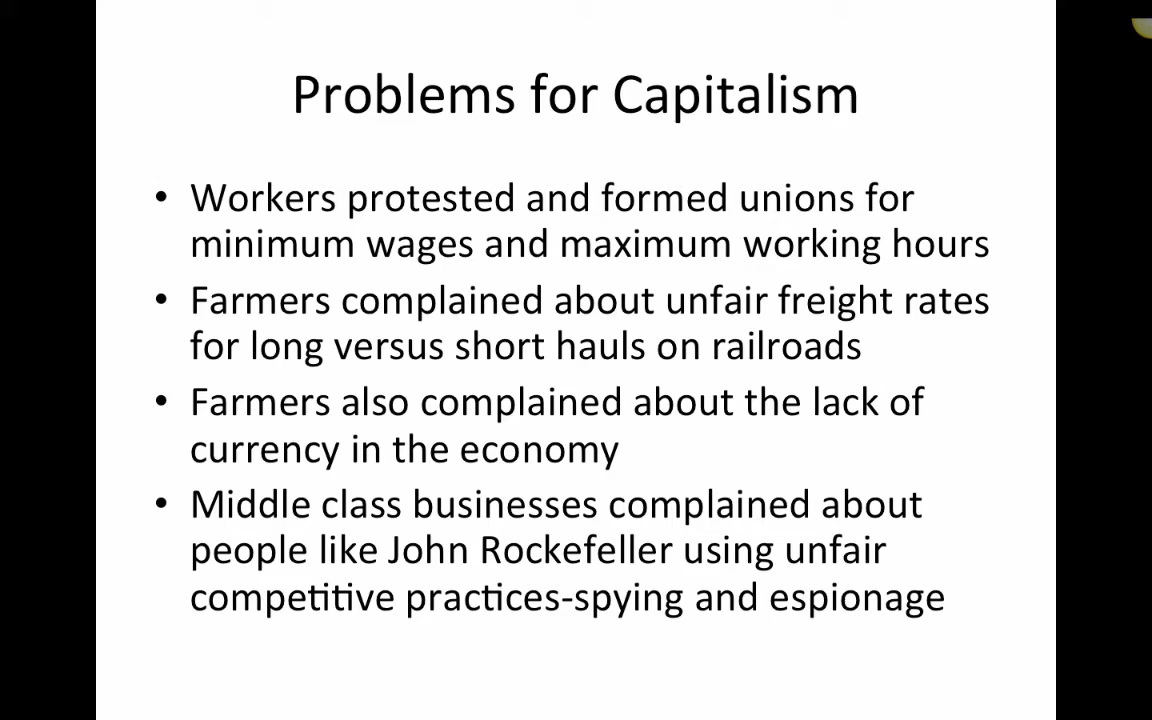 Problems for Capitalism
• Workers protested and formed unions for
minimum wages and maximum working hours
• Farmers complained about unfair freight rates
for long versus short hauls on railroads
• Farmers also complained about the lack of
currency in the economy
• Middle class businesses complained about
people like John Rockefeller using unfair
competitive practices-spying and espionage